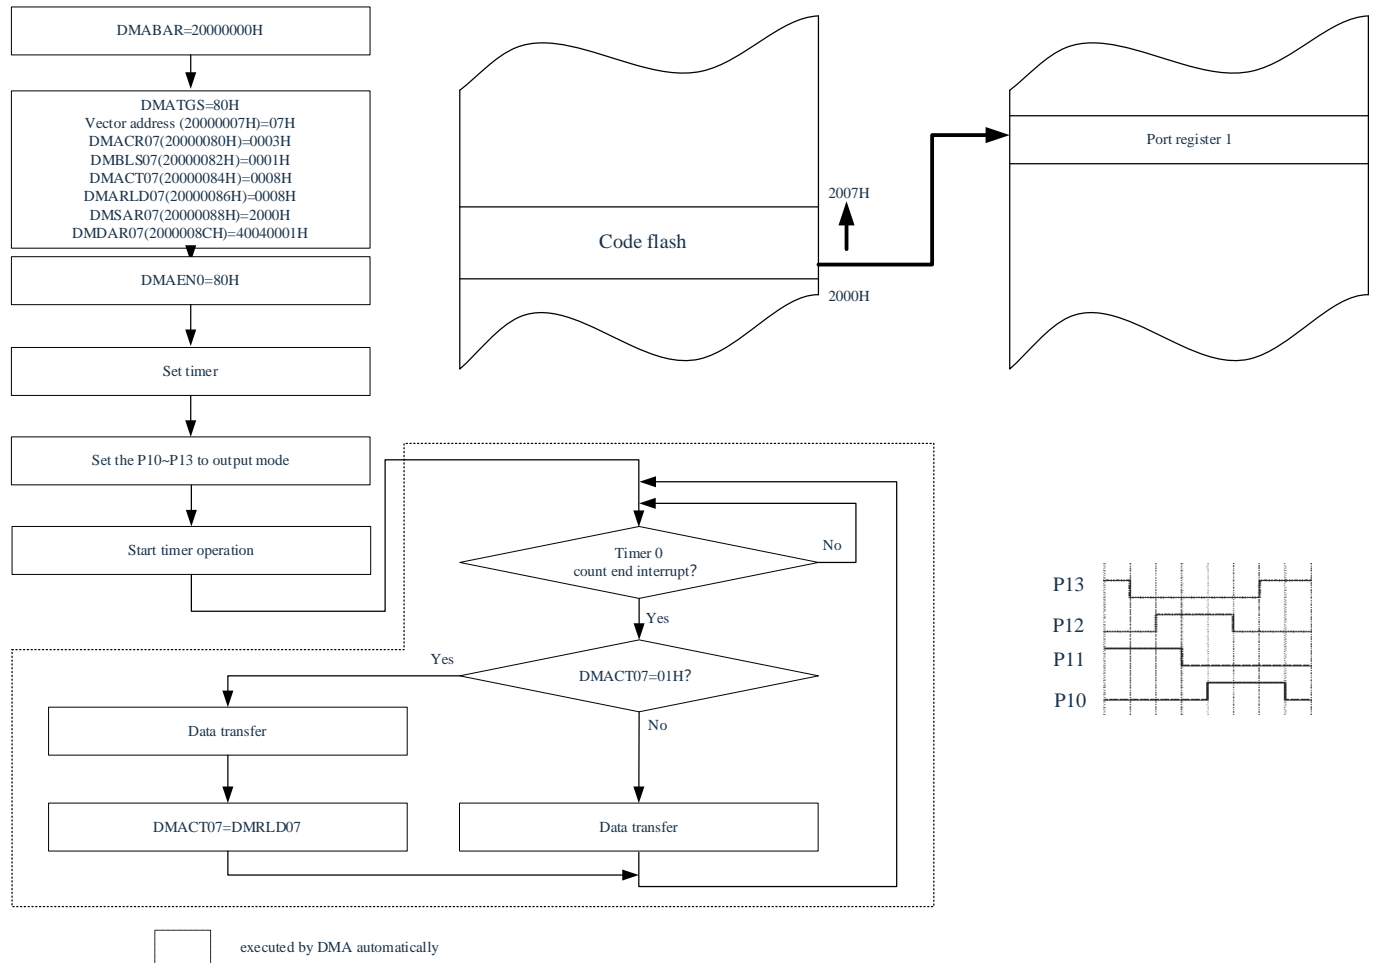 DMABAR=20000000H
DMATGS=80H
Vector address (20000007H)=07H
DMACR07(20000080H)=0003H
DMBLS07(20000082H)=0001H
DMACT07(20000084H)=0008H
DMARLD07(20000086H)=0008H
DMSAR07(20000088H)=2000H
DMDAR07(2000008CH)=40040001H
DMAEN0=80H
Set timer
Set the P10~P13 to output mode
Start timer operation
Code flash
2007H
2000H
Port register 1
Timer 0
count end interrupt?
No
Yes
DMACT07=01H?
Yes
No
Data transfer
DMACT07=DMRLD07
Data transfer
P13
P12
P11
P10
executed by DMA automatically